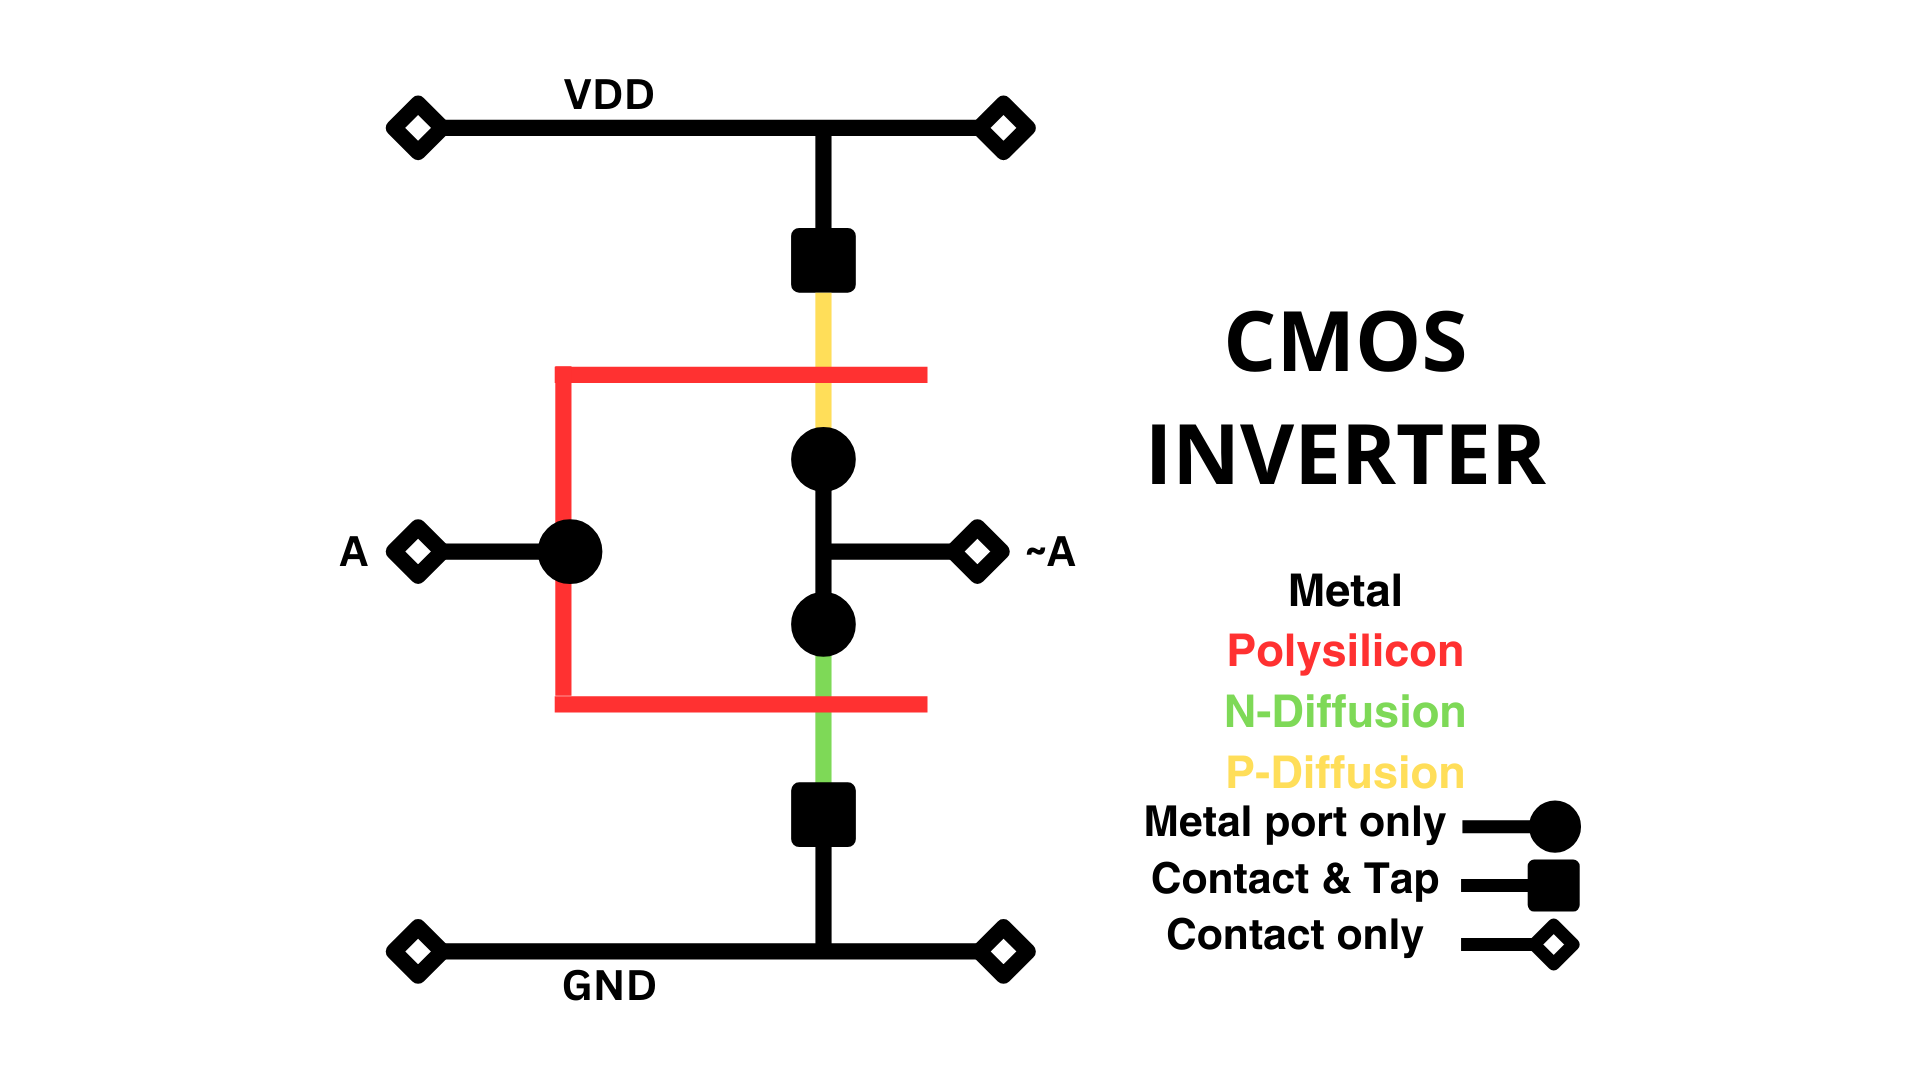 VDD
A
~A
GND
CMOS
INVERTER
Metal
Polysilicon
N-Diffusion
P-Diffusion
Metal port only
Contact & Tap
Contact only